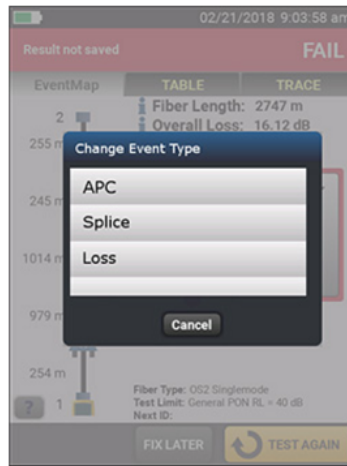 02/21/2018 9:03:58 am
Result not saved
FAIL
EventMap
TABLE
TRACE
2
Fiber Length: 2747 m
Overall Loss: 16.12 dB
255 m
Change Event Type
APC
245 m
Splice
Loss
1014 m
979 m
Cancel
254 m
Fiber Type: OS2 Singlemode
Test Limit: General PON RL = 40 dB
Next ID:
? 1
FIX LATER
TEST AGAIN